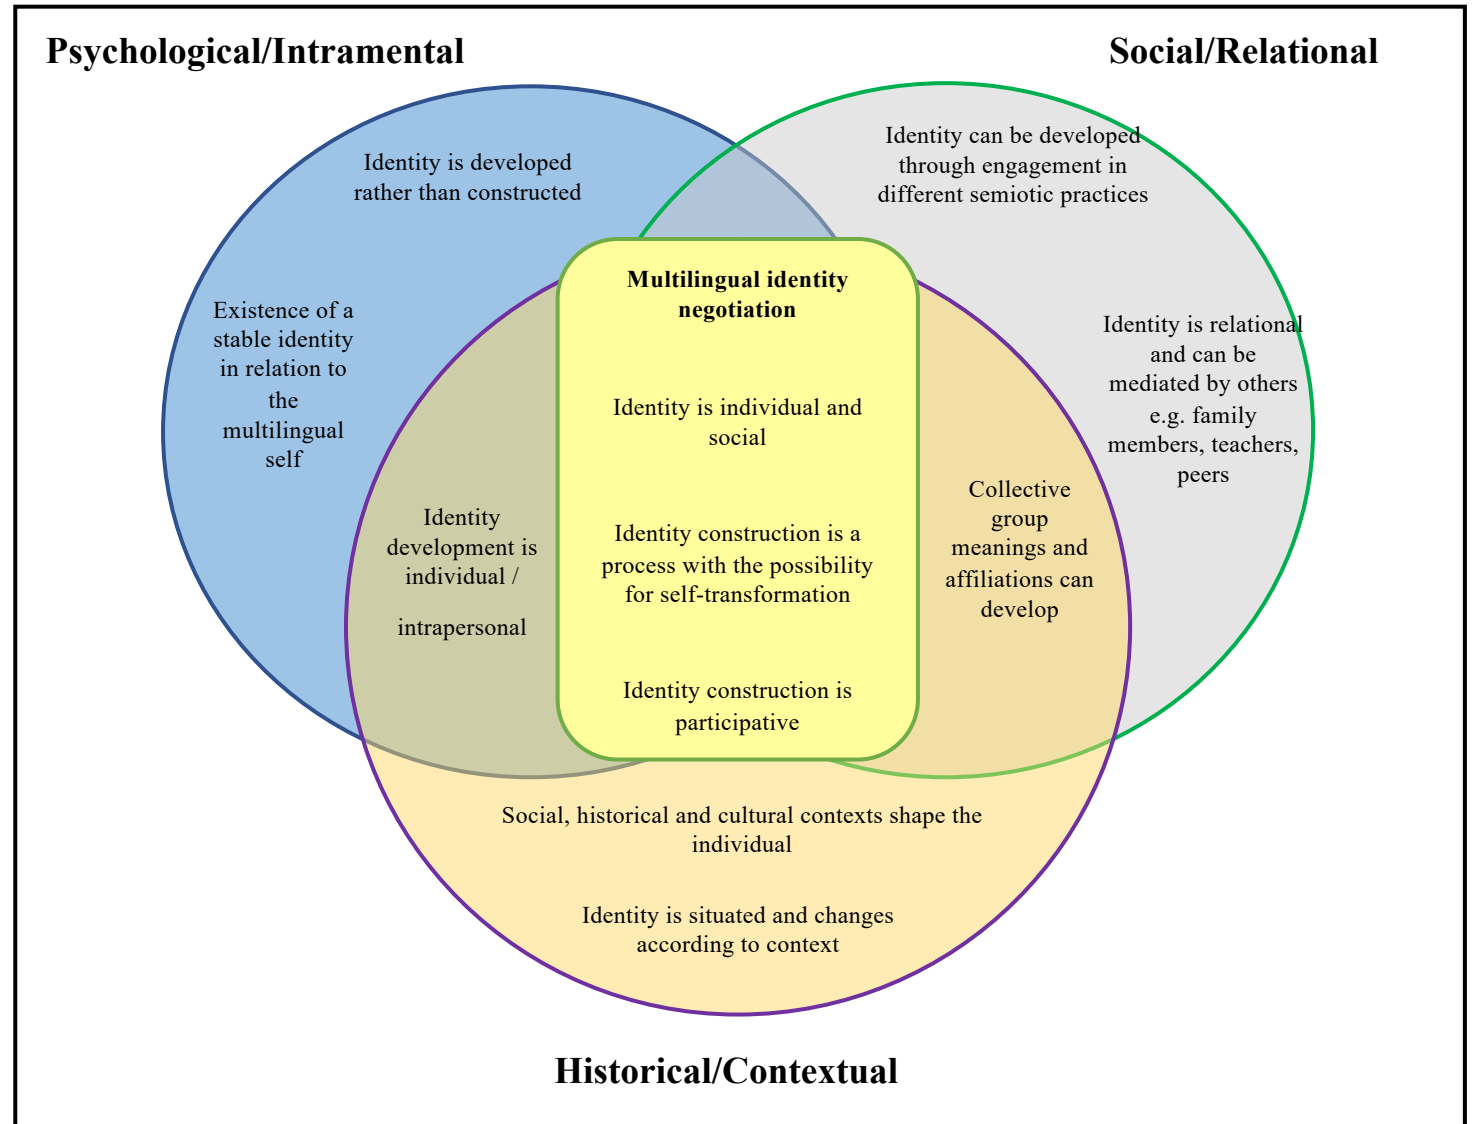 Psychological/Intramental
Social/Relational
Identity is developed
rather than constructed
Identity can be developed
through engagement in
different semiotic practices
Existence of a
stable identity
in relation to
the
multilingual
self
Multilingual identity
negotiation
Identity is individual and
social
Identity construction is a
process with the possibility
for self-transformation
Identity construction is
participative
Identity is relational
and can be
mediated by others
e.g. family
members, teachers,
peers
Identity
development is
individual /
intrapersonal
Collective
group
meanings and
affiliations can
develop
Social, historical and cultural contexts shape the
individual
Identity is situated and changes
according to context
Historical/Contextual